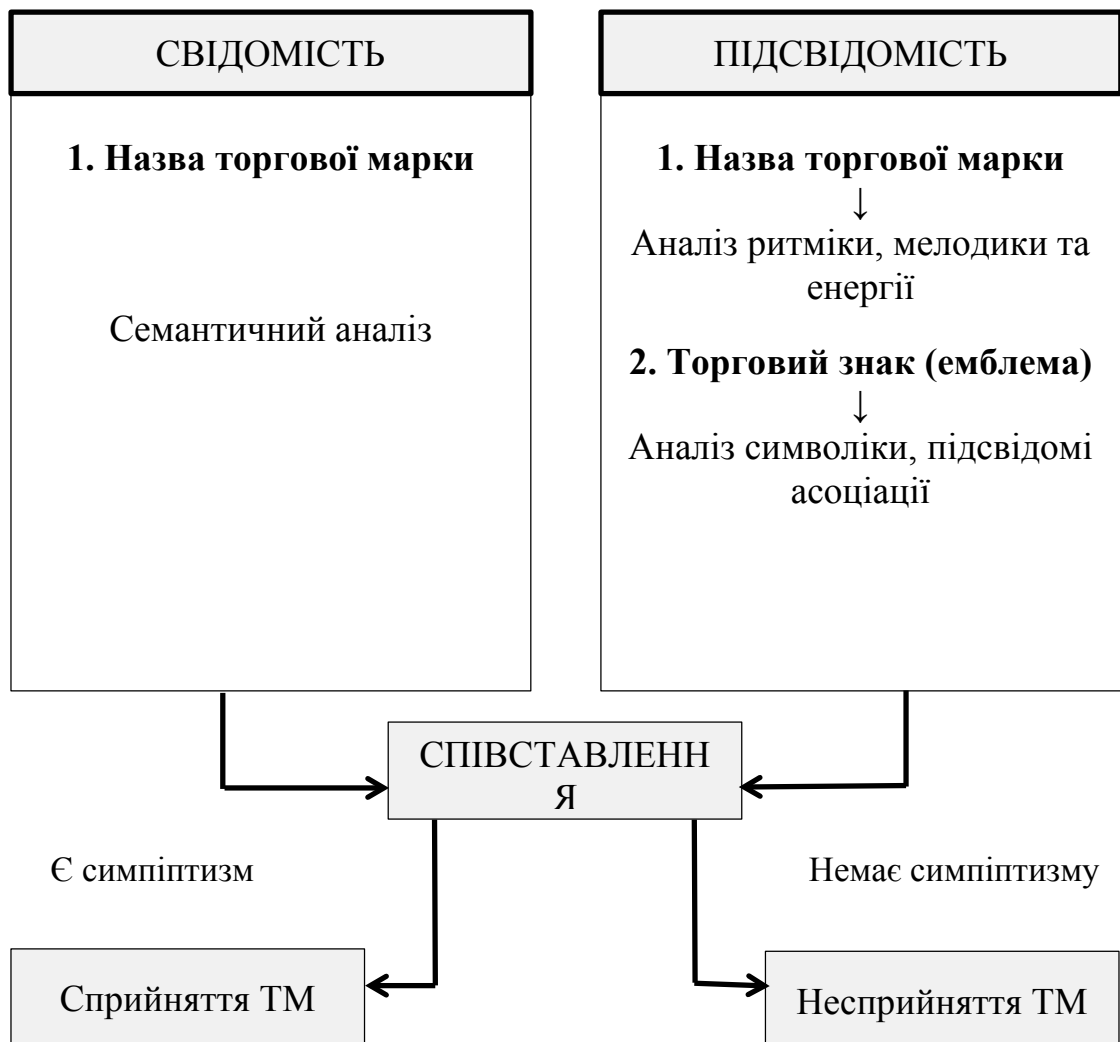 СВІДОМІСТЬ
1. Назва торгової марки
Семантичний аналіз
ПІДСВІДОМІСТЬ
1. Назва торгової марки
↓
Аналіз ритміки, мелодики та
енергії
2. Торговий знак (емблема)
↓
Аналіз символіки, підсвідомі
асоціації
СПІВСТАВЛЕНН
Я
Є симпіптизм
Немає симпіптизму
Сприйняття ТМ
Несприйняття ТМ